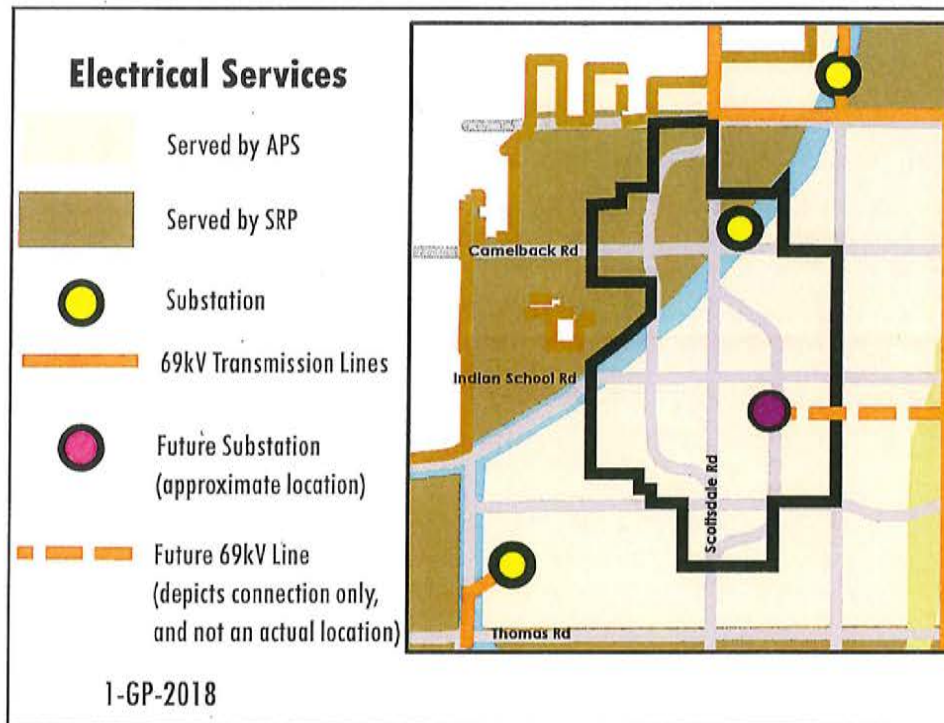 Electrical Services
Served by APS
Served by SRP
Substation
69kV Transmission Lines
Future Substation
(approximate location)
Future 69kV Line
(depicts connection only,
and not an actual location)
1-GP-2018
Camelback Rd
Indian School Rd
Scottsdale Rd
Thomas Rd